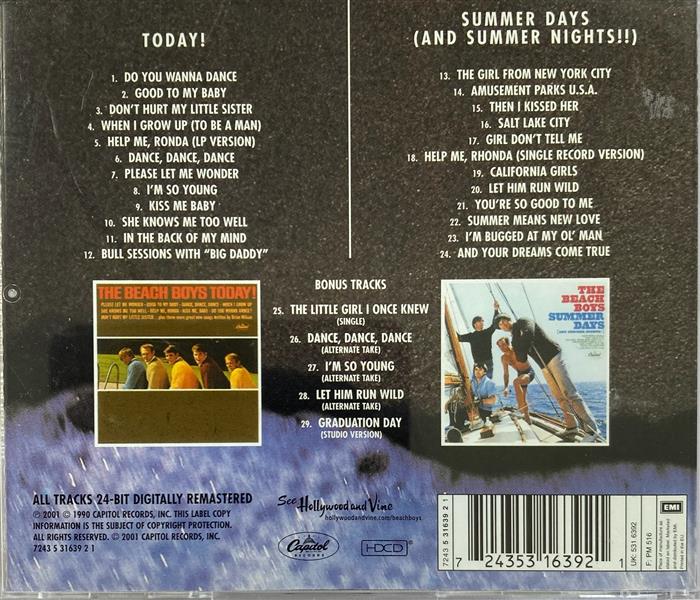 TODAY!
1. DO YOU WANNA DANCE
2. GOOD TO MY BABY
3. DON'T HURT MY LITTLE SISTER
4. WHEN I GROW UP (TO BE A MAN)
5. HELP ME, RONDA (LP VERSION)
6. DANCE, DANCE, DANCE
7. PLEASE LET ME WONDER
8. I'M SO YOUNG
9. KISS ME BABY
10. SHE KNOWS ME TOO WELL
11. IN THE BACK OF MY MIND
12. BULL SESSIONS WITH "BIG DADDY"
SUMMER DAYS
(AND SUMMER NIGHTS!!)
13. THE GIRL FROM NEW YORK CITY
14. AMUSEMENT PARKS U.S.A.
15. THEN I KISSED HER
16. SALT LAKE CITY
17. GIRL DON'T TELL ME
18. HELP ME, RHONDA (SINGLE RECORD VERSION)
19. CALIFORNIA GIRLS
20. LET HIM RUN WILD
21. YOU'RE SO GOOD TO ME
22. SUMMER MEANS NEW LOVE
23. I'M BUGGED AT MY OL' MAN
24. AND YOUR DREAMS COME TRUE
BONUS TRACKS
25. THE LITTLE GIRL I ONCE KNEW
(SINGLE)
26. DANCE, DANCE, DANCE
(ALTERNATE TAKE)
27. I'M SO YOUNG
(ALTERNATE TAKE)
28. LET HIM RUN WILD
(ALTERNATE TAKE)
29. GRADUATION DAY
(STUDIO VERSION)
THE BEACH BOYS TODAY!
THE
BEACH
BOYS
SUMMER
DAYS
ALL TRACKS 24-BIT DIGITALLY REMASTERED
℗ 2001 © 1990 CAPITOL RECORDS, INC. THIS LABEL COPY
INFORMATION IS THE SUBJECT OF COPYRIGHT PROTECTION.
ALL RIGHTS RESERVED. © 2001 CAPITOL RECORDS, INC.
7243 5 31639 2 1
See HollywoodandVine
hollywoodandvine.com/beachboys
Capitol
RECORDS
HDCD
7243 5 31639 2 1
7 24353 16392 1
UK: 531 6392
F: PM 516
EMI